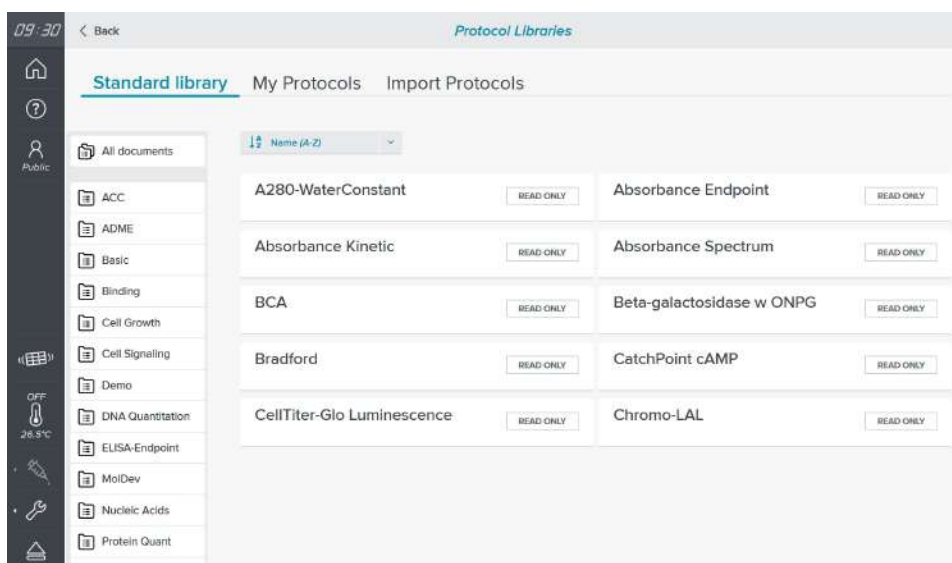 09:30
Back
Protocol Libraries
Standard library
My Protocols
Import Protocols
Public
OFF
26.5°C
All documents
ACC
ADME
Basic
Binding
Cell Growth
Cell Signaling
Demo
DNA Quantitation
ELISA-Endpoint
MolDev
Nucleic Acids
Protein Quant
Name (A-Z)
A280-WaterConstant
READ ONLY
Absorbance Endpoint
READ ONLY
Absorbance Kinetic
READ ONLY
Absorbance Spectrum
READ ONLY
BCA
READ ONLY
Beta-galactosidase w ONPG
READ ONLY
Bradford
READ ONLY
CatchPoint cAMP
READ ONLY
CellTiter-Glo Luminescence
READ ONLY
Chromo-LAL
READ ONLY